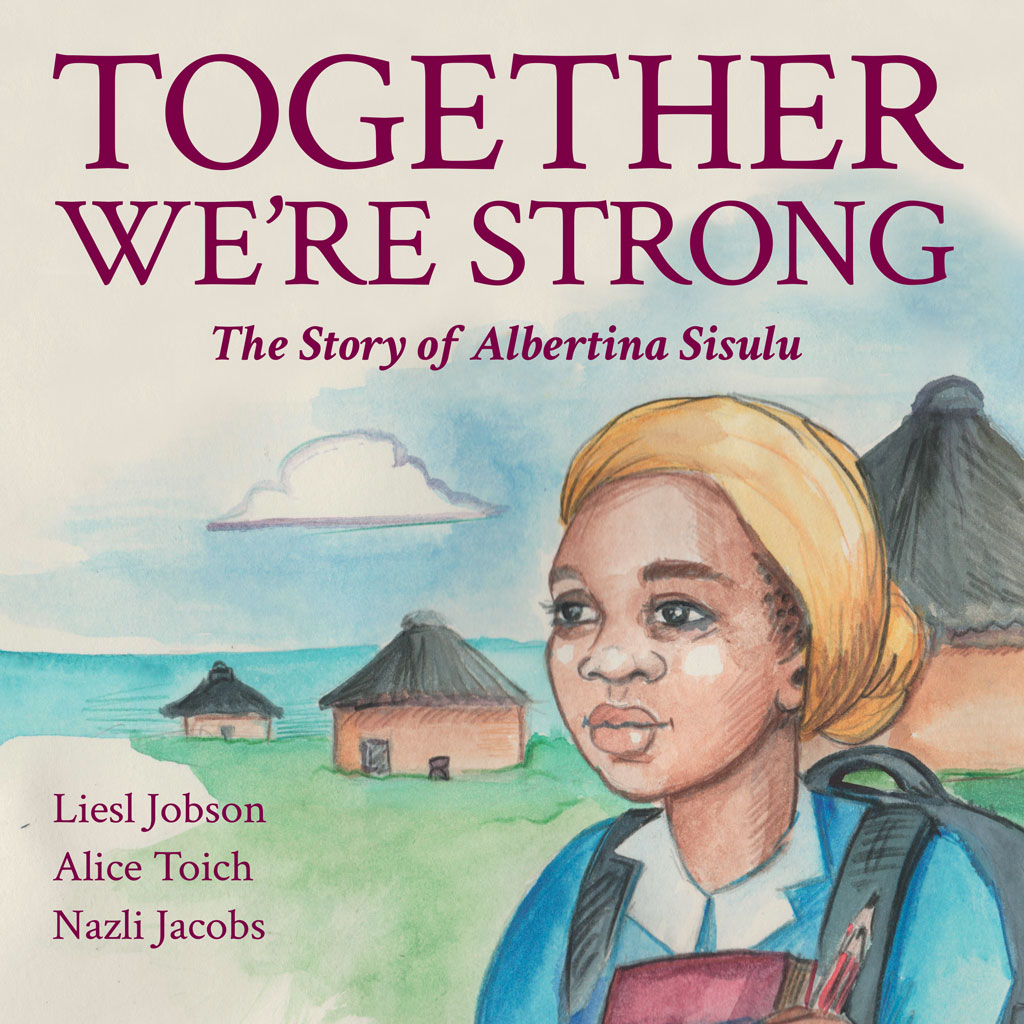 TOGETHER
WE’RE STRONG
The Story of Albertina Sisulu
Liesl Jobson
Alice Toich
Nazli Jacobs